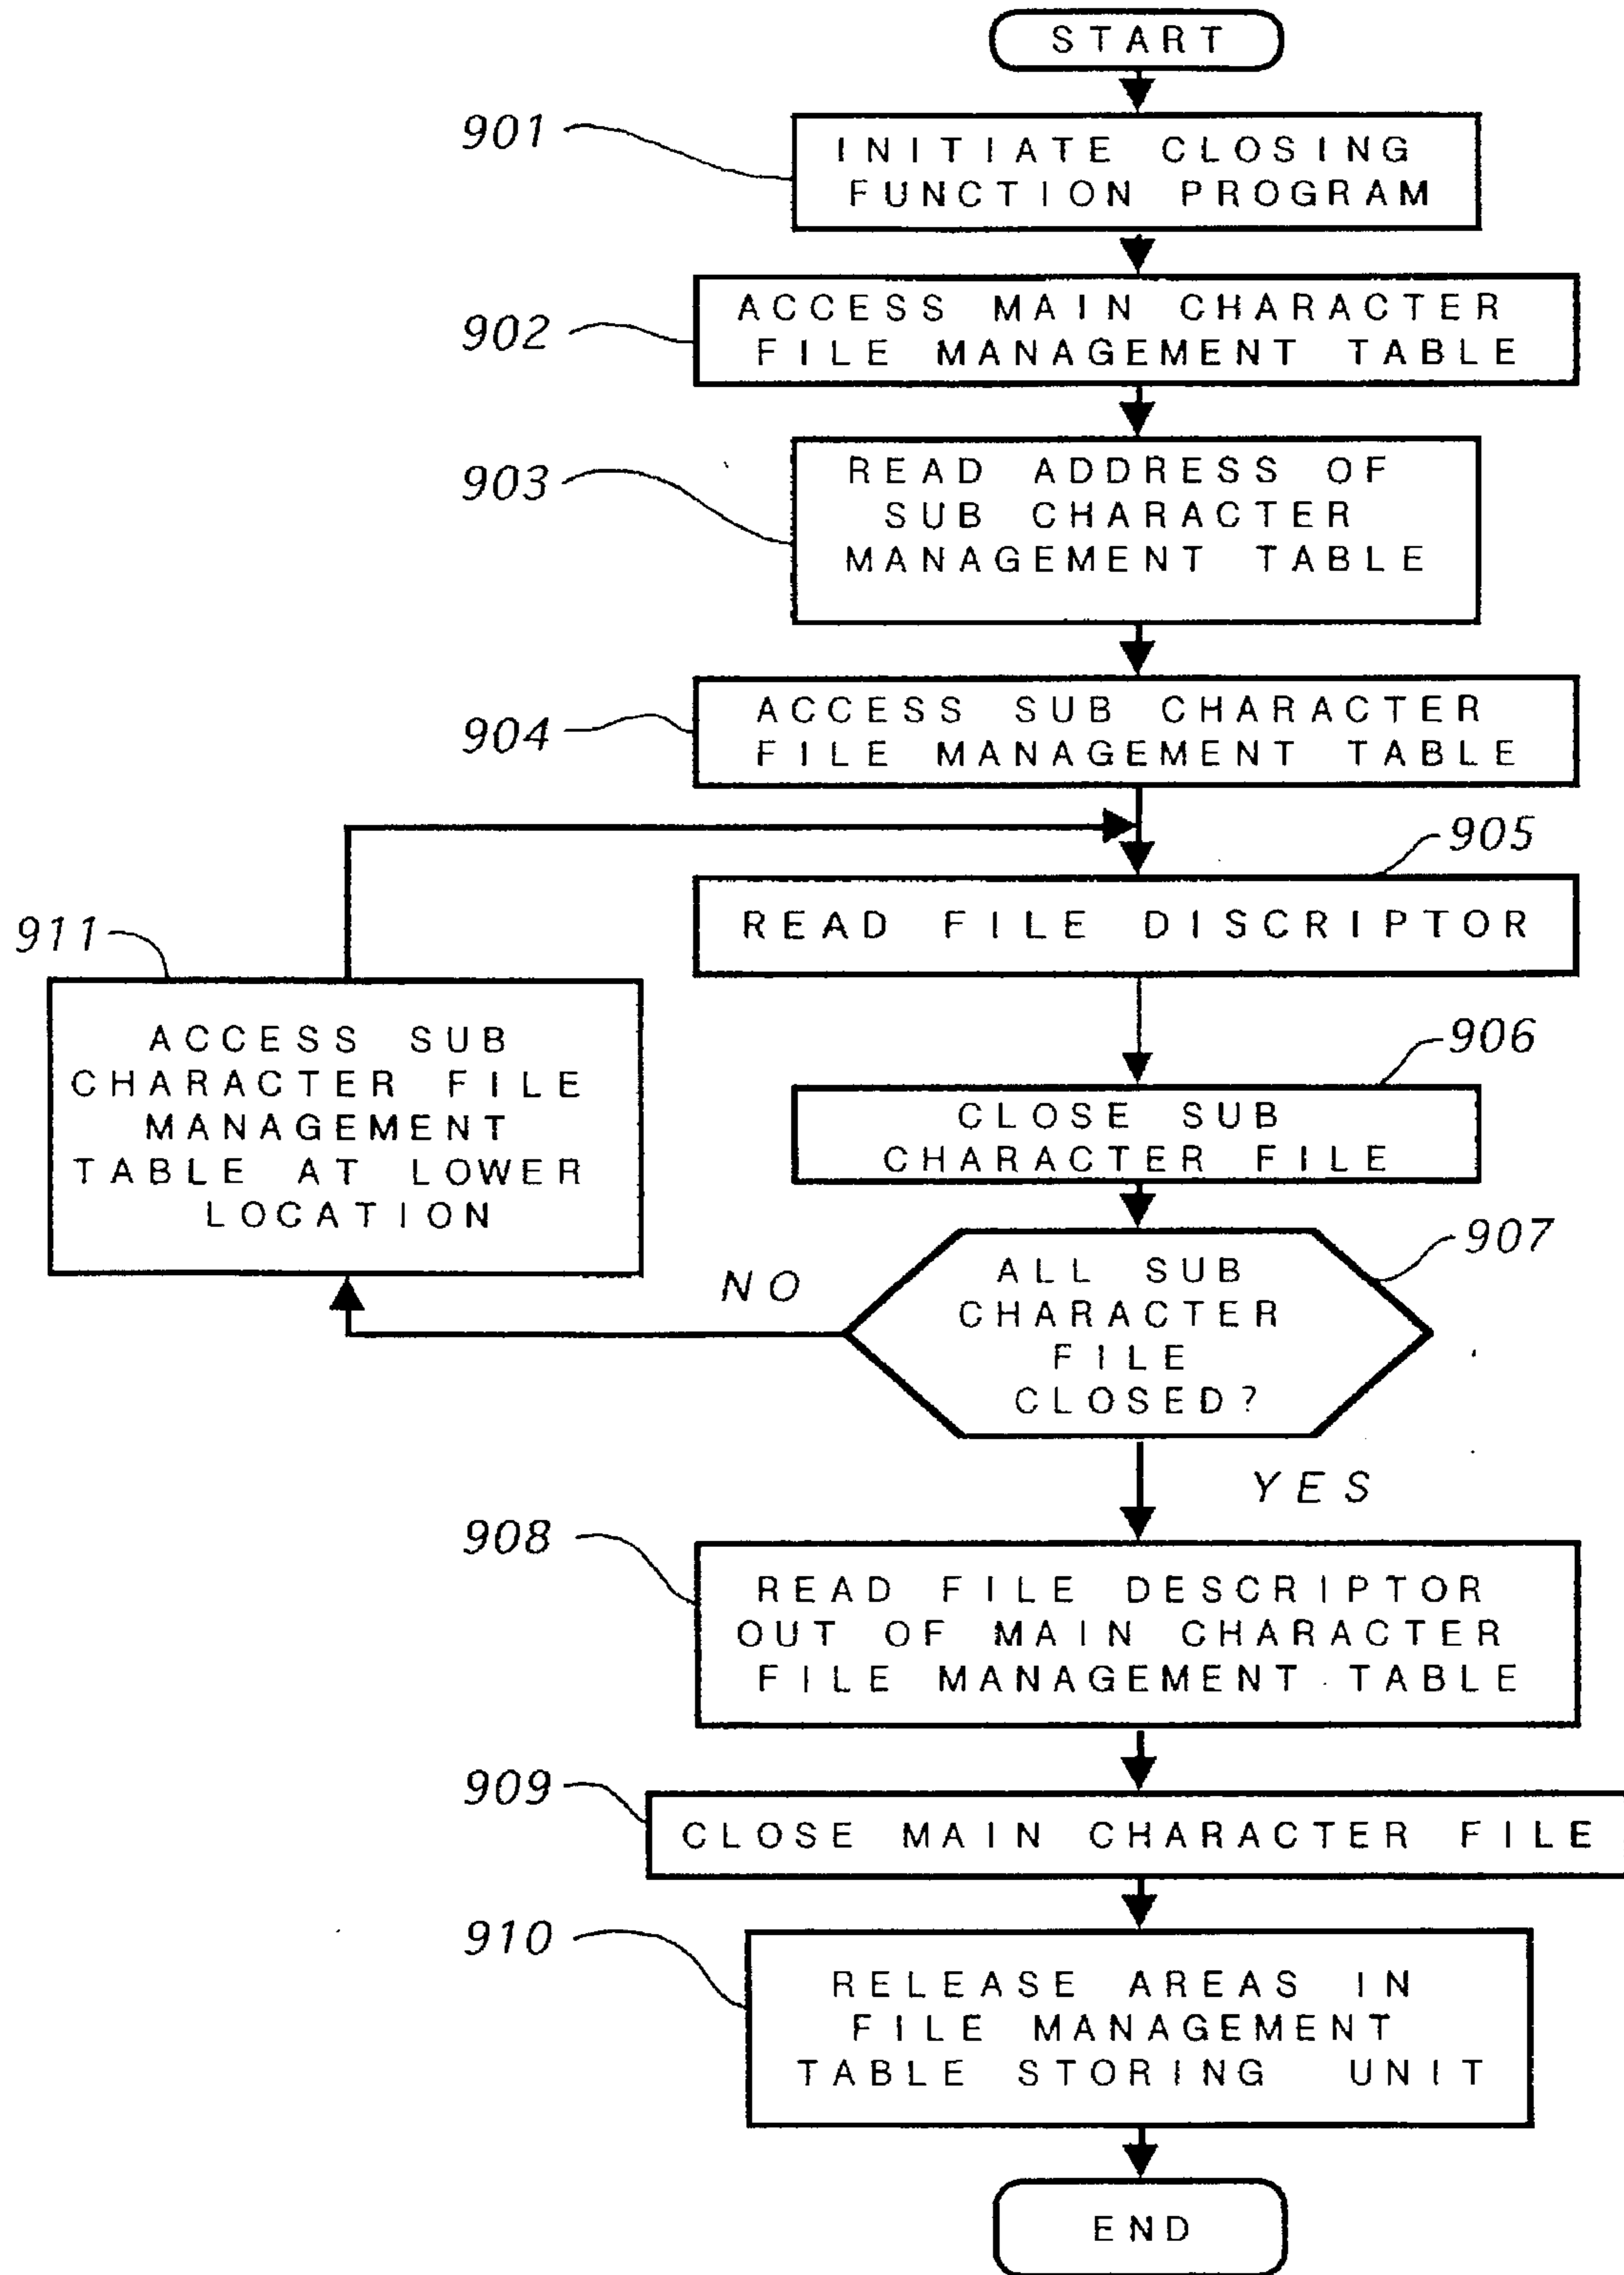 START
901
INITIATE CLOSING
FUNCTION PROGRAM
902
ACCESS MAIN CHARACTER
FILE MANAGEMENT TABLE
903
READ ADDRESS OF
SUB CHARACTER
MANAGEMENT TABLE
904
ACCESS SUB CHARACTER
FILE MANAGEMENT TABLE
905
READ FILE DISCRIPTOR
911
ACCESS SUB
CHARACTER FILE
MANAGEMENT
TABLE AT LOWER
LOCATION
906
CLOSE SUB
CHARACTER FILE
907
ALL SUB
CHARACTER
FILE
CLOSED?
NO
YES
908
READ FILE DESCRIPTOR
OUT OF MAIN CHARACTER
FILE MANAGEMENT TABLE
909
CLOSE MAIN CHARACTER FILE
910
RELEASE AREAS IN
FILE MANAGEMENT
TABLE STORING UNIT
END